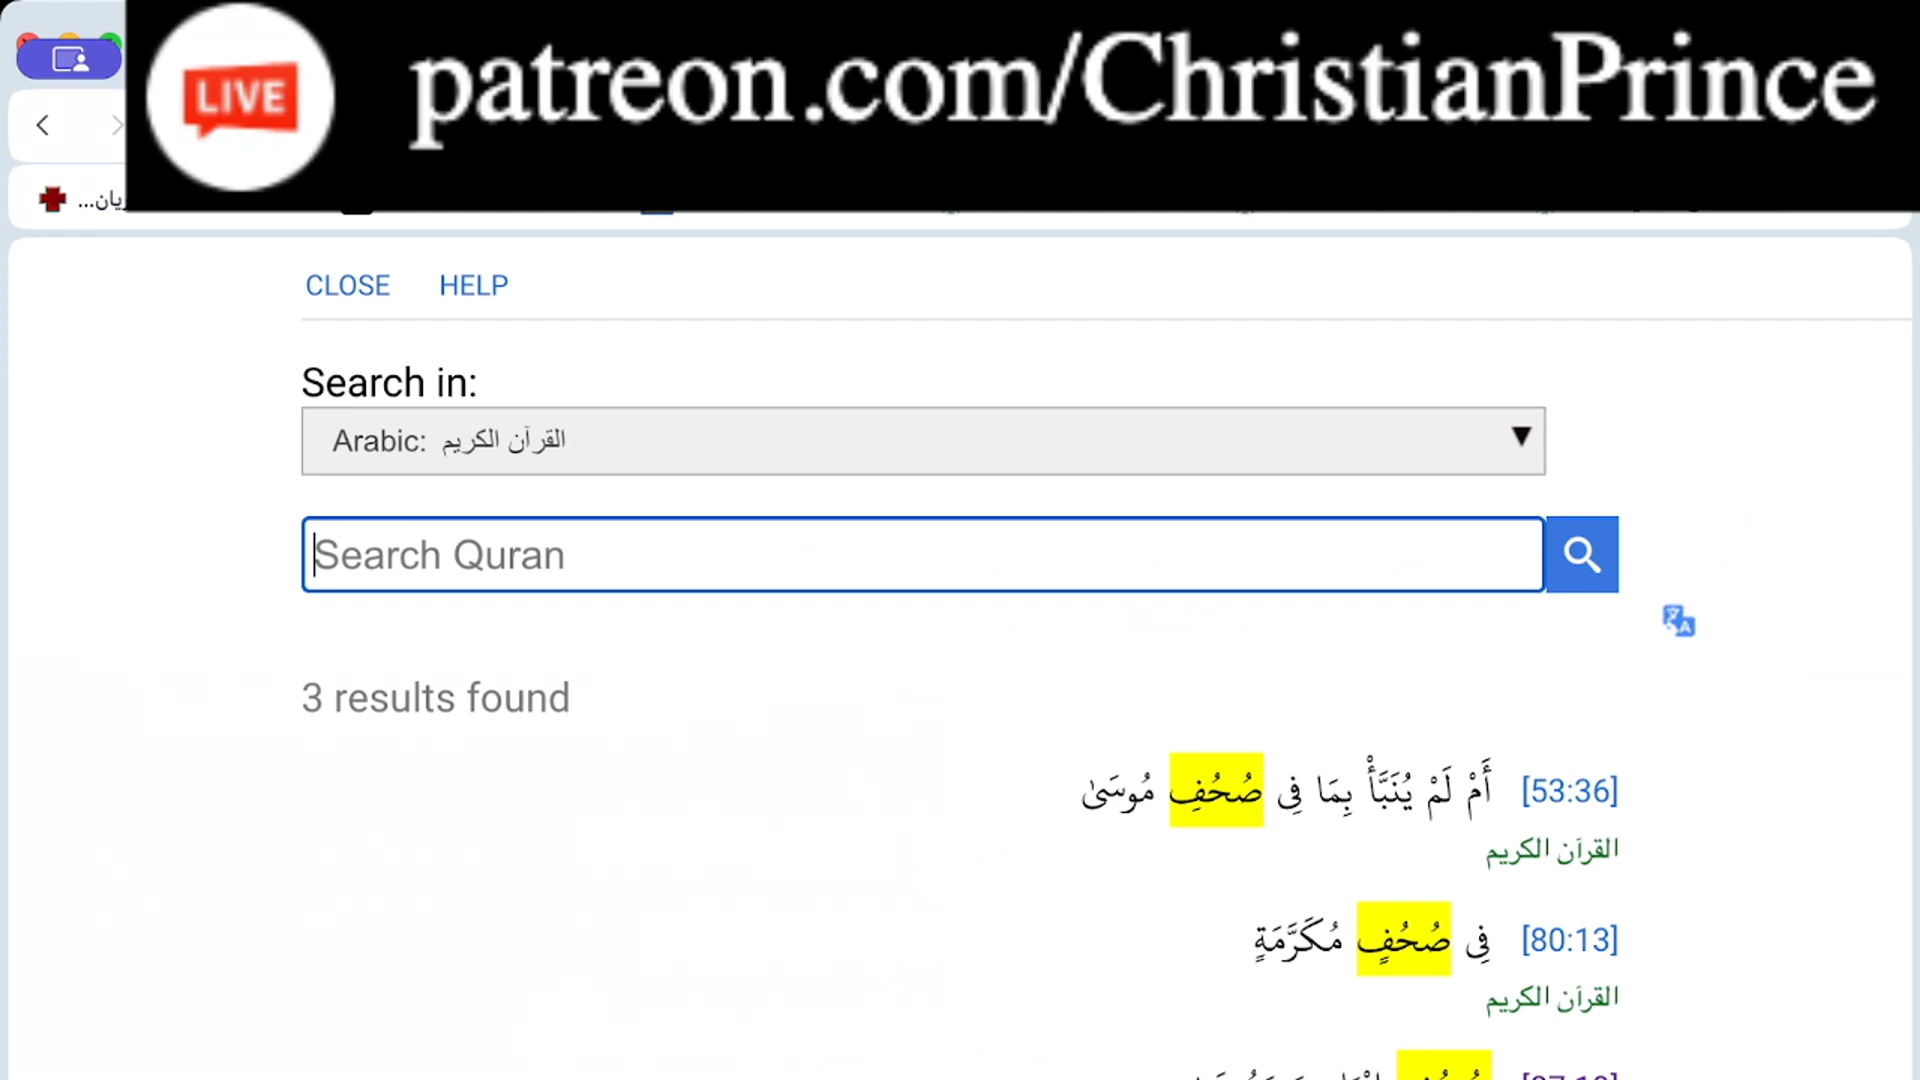 LIVE
patreon.com/ChristianPrince
CLOSE HELP
Search in:
Arabic: القرآن الكريم
Search Quran
3 results found
[53:36] أَمْ لَمْ يُنَبَّأْ بِمَا فِى صُحُفِ مُوسَىٰ
القرآن الكريم
[80:13] فِى صُحُفٍ مُكَرَّمَةٍ
القرآن الكريم